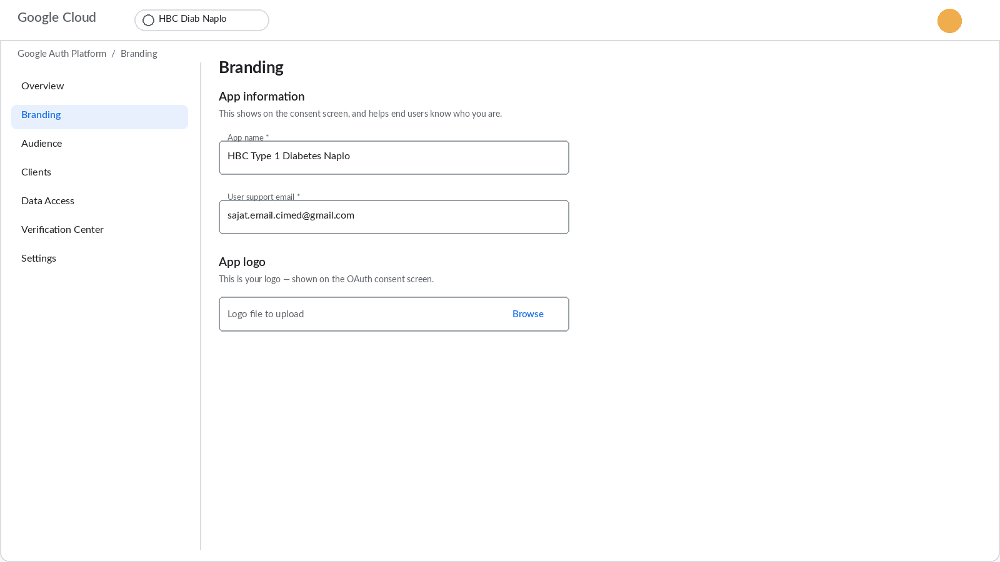 Google Cloud
HBC Diab Naplo
Google Auth Platform / Branding
Overview
Branding
Audience
Clients
Data Access
Verification Center
Settings
Branding
App information
This shows on the consent screen, and helps end users know who you are.
App name *
HBC Type 1 Diabetes Naplo
User support email *
sajat.email.cimed@gmail.com
App logo
This is your logo — shown on the OAuth consent screen.
Logo file to upload
Browse